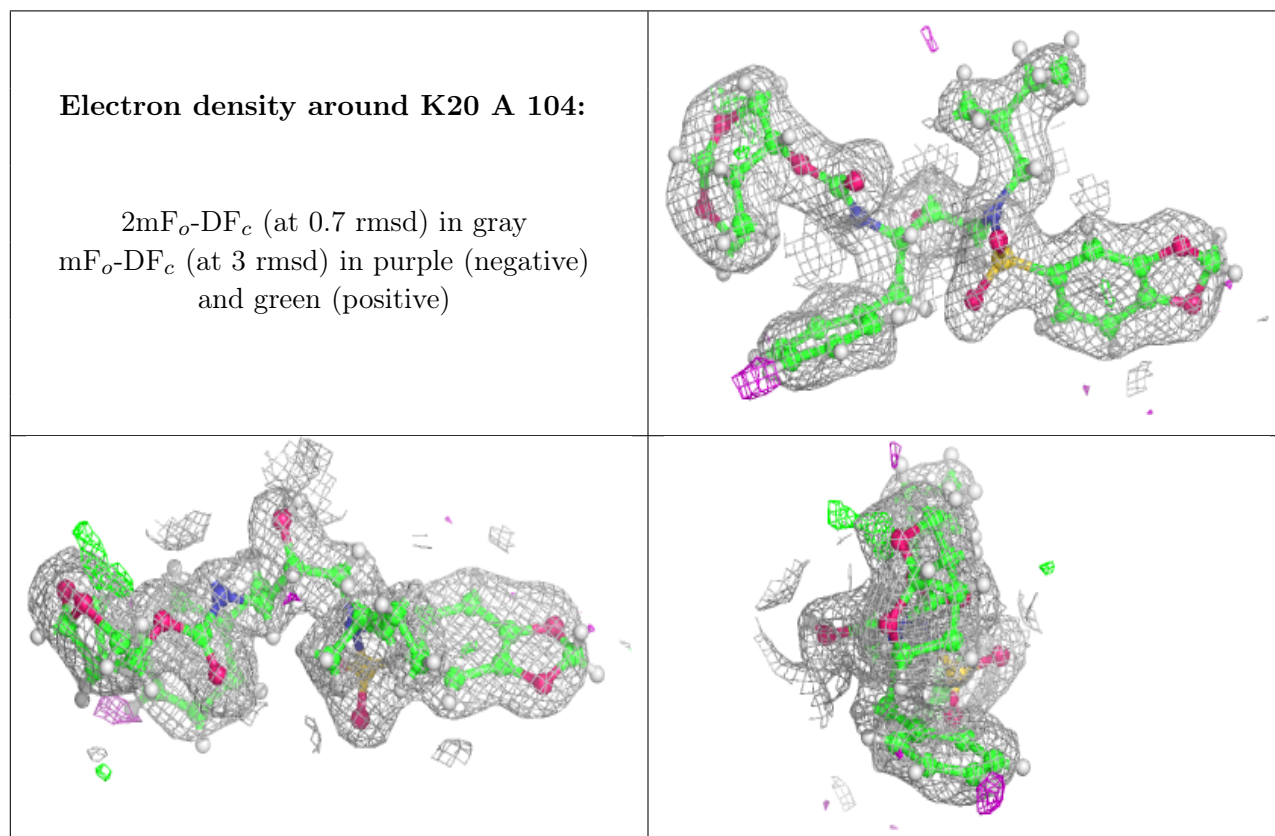 Electron density around K20 A 104:
2mFo-DFc (at 0.7 rmsd) in gray
mFo-DFc (at 3 rmsd) in purple (negative)
and green (positive)